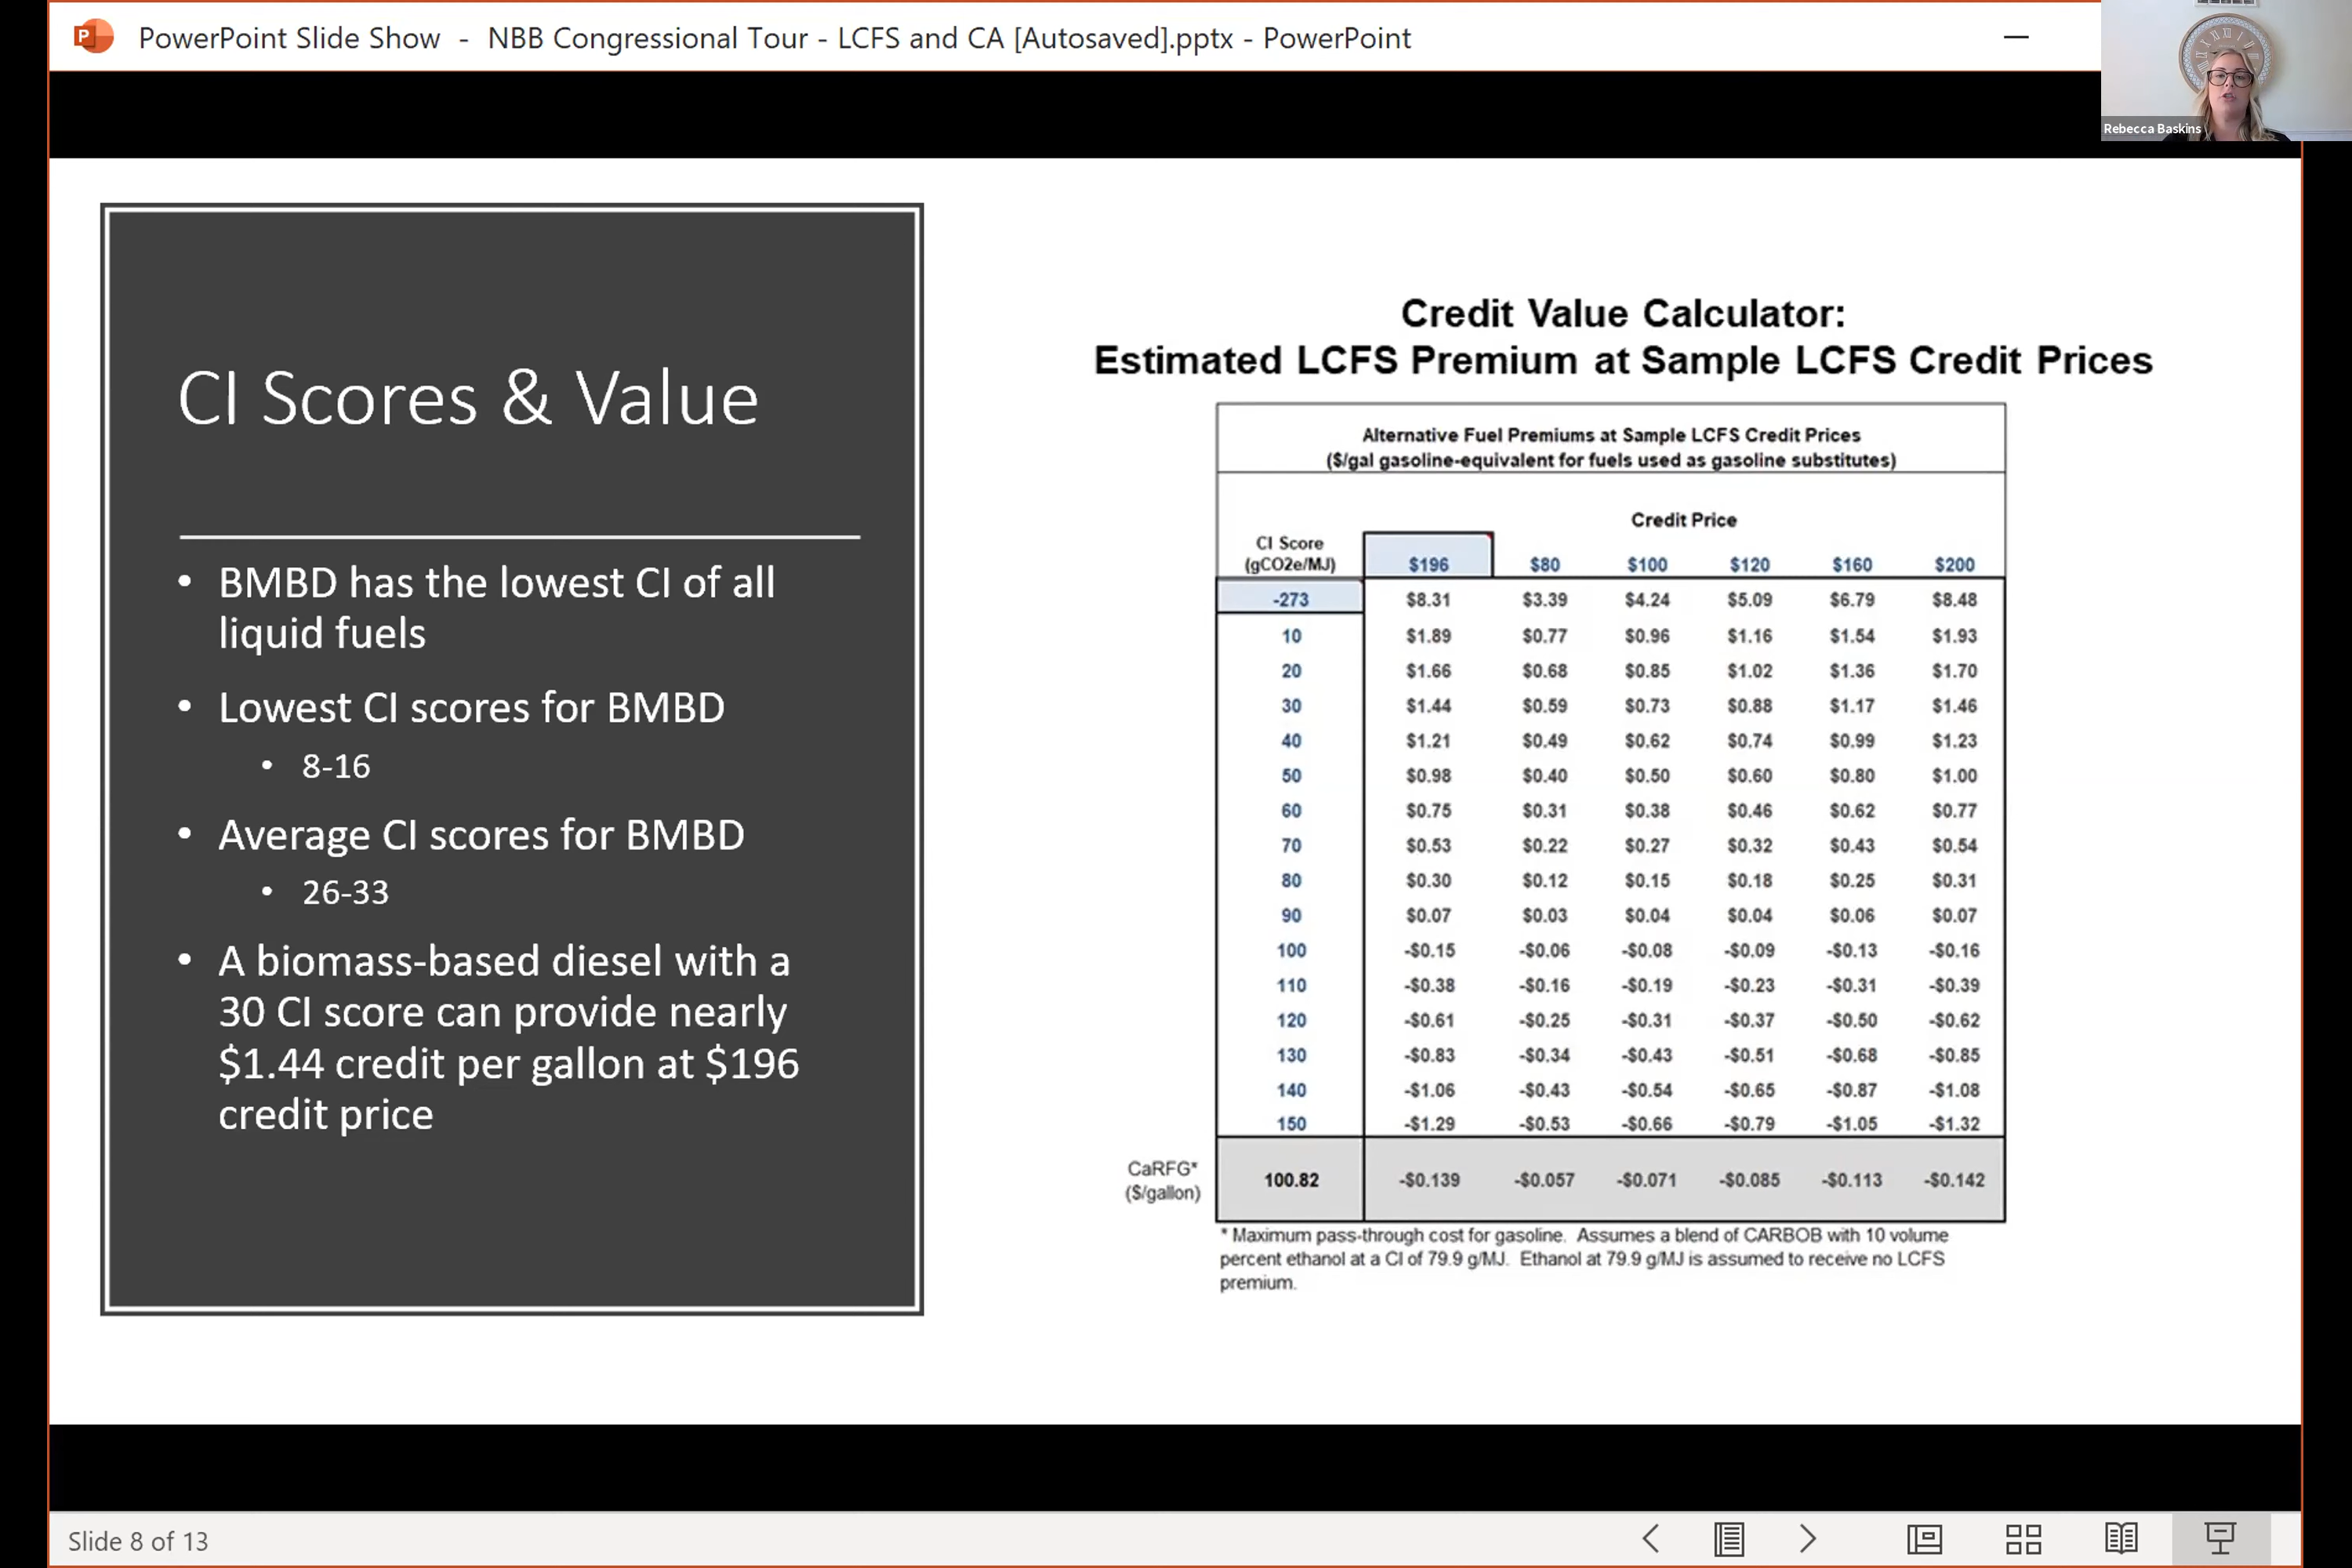 PowerPoint Slide Show - NBB Congressional Tour - LCFS and CA [Autosaved].pptx - PowerPoint
Rebecca Baskins
CI Scores & Value
• BMBD has the lowest CI of all
liquid fuels
• Lowest CI scores for BMBD
• 8-16
• Average CI scores for BMBD
• 26-33
• A biomass-based diesel with a
30 CI score can provide nearly
$1.44 credit per gallon at $196
credit price
Credit Value Calculator:
Estimated LCFS Premium at Sample LCFS Credit Prices
Alternative Fuel Premiums at Sample LCFS Credit Prices
($/gal gasoline-equivalent for fuels used as gasoline substitutes)
Credit Price
CI Score
(gCO2e/MJ) $196 $80 $100 $120 $160 $200
-273 $8.31 $3.39 $4.24 $5.09 $6.79 $8.48
10 $1.89 $0.77 $0.96 $1.16 $1.54 $1.93
20 $1.66 $0.68 $0.85 $1.02 $1.36 $1.70
30 $1.44 $0.59 $0.73 $0.88 $1.17 $1.46
40 $1.21 $0.49 $0.62 $0.74 $0.99 $1.23
50 $0.98 $0.40 $0.50 $0.60 $0.80 $1.00
60 $0.75 $0.31 $0.38 $0.46 $0.62 $0.77
70 $0.53 $0.22 $0.27 $0.32 $0.43 $0.54
80 $0.30 $0.12 $0.15 $0.18 $0.25 $0.31
90 $0.07 $0.03 $0.04 $0.04 $0.06 $0.07
100 -$0.15 -$0.06 -$0.08 -$0.09 -$0.13 -$0.16
110 -$0.38 -$0.16 -$0.19 -$0.23 -$0.31 -$0.39
120 -$0.61 -$0.25 -$0.31 -$0.37 -$0.50 -$0.62
130 -$0.83 -$0.34 -$0.43 -$0.51 -$0.68 -$0.85
140 -$1.06 -$0.43 -$0.54 -$0.65 -$0.87 -$1.08
150 -$1.29 -$0.53 -$0.66 -$0.79 -$1.05 -$1.32
CaRFG*
($/gallon) 100.82 -$0.139 -$0.057 -$0.071 -$0.085 -$0.113 -$0.142
* Maximum pass-through cost for gasoline. Assumes a blend of CARBOB with 10 volume
percent ethanol at a CI of 79.9 g/MJ. Ethanol at 79.9 g/MJ is assumed to receive no LCFS
premium.
Slide 8 of 13